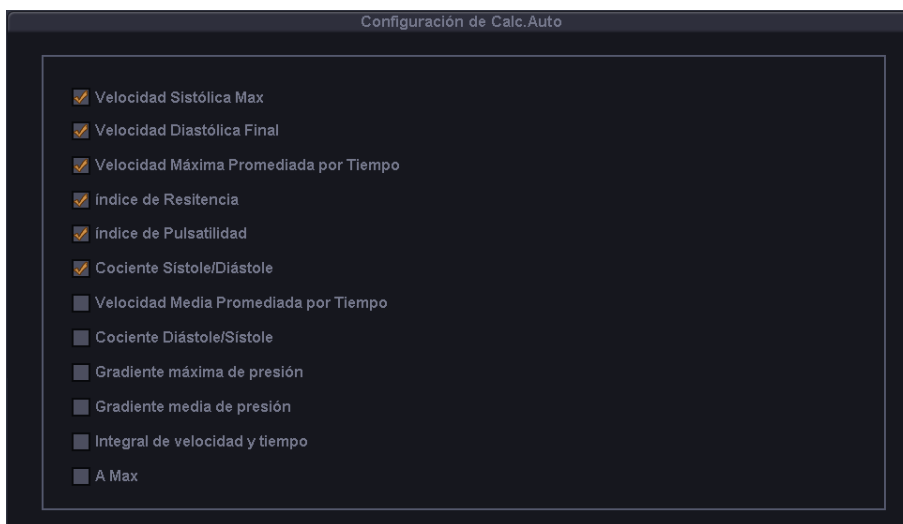 Configuración de Calc.Auto
Velocidad Sistólica Max
Velocidad Diastólica Final
Velocidad Máxima Promediada por Tiempo
índice de Resitencia
índice de Pulsatilidad
Cociente Sístole/Diástole
Velocidad Media Promediada por Tiempo
Cociente Diástole/Sístole
Gradiente máxima de presión
Gradiente media de presión
Integral de velocidad y tiempo
A Max